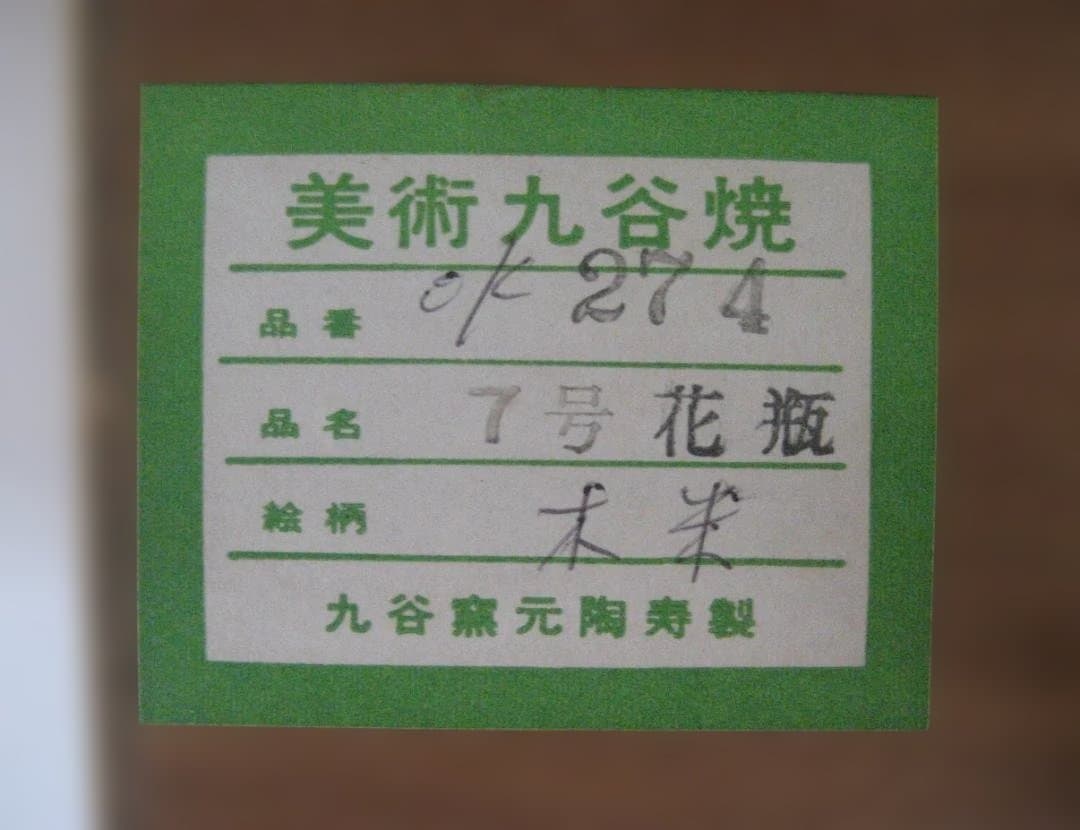 美術九谷焼
品番 OK 274
品名 7号花瓶
絵柄 木米
九谷窯元陶寿製